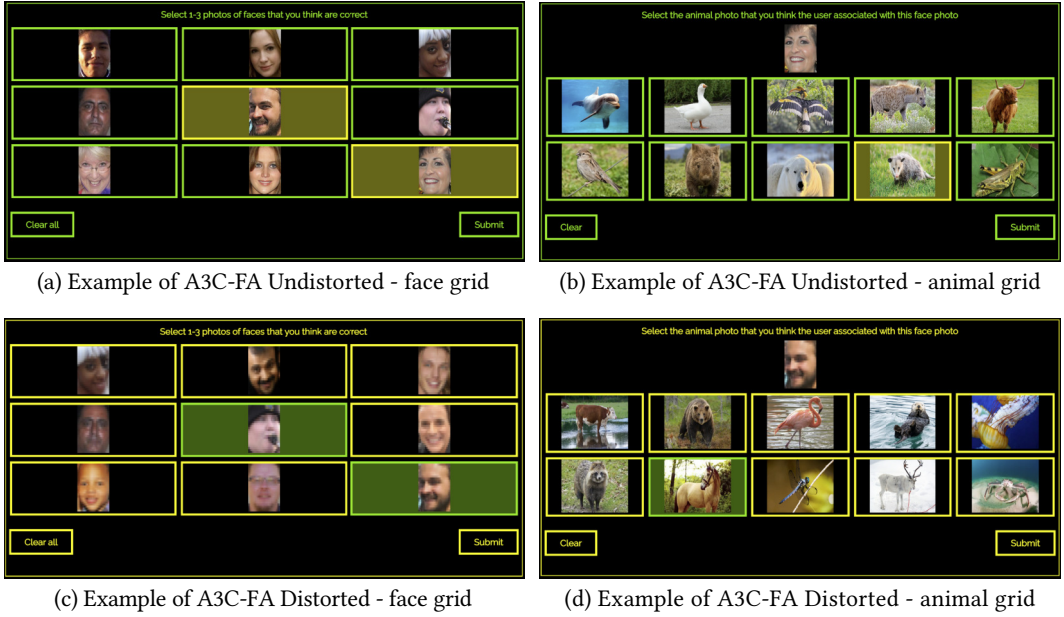 Select 1-3 photos of faces that you think are correct
Clear all
Submit
(a) Example of A3C-FA Undistorted - face grid
Select the animal photo that you think the user associated with this face photo
Clear
Submit
(b) Example of A3C-FA Undistorted - animal grid
Select 1-3 photos of faces that you think are correct
Clear all
Submit
(c) Example of A3C-FA Distorted - face grid
Select the animal photo that you think the user associated with this face photo
Clear
Submit
(d) Example of A3C-FA Distorted - animal grid